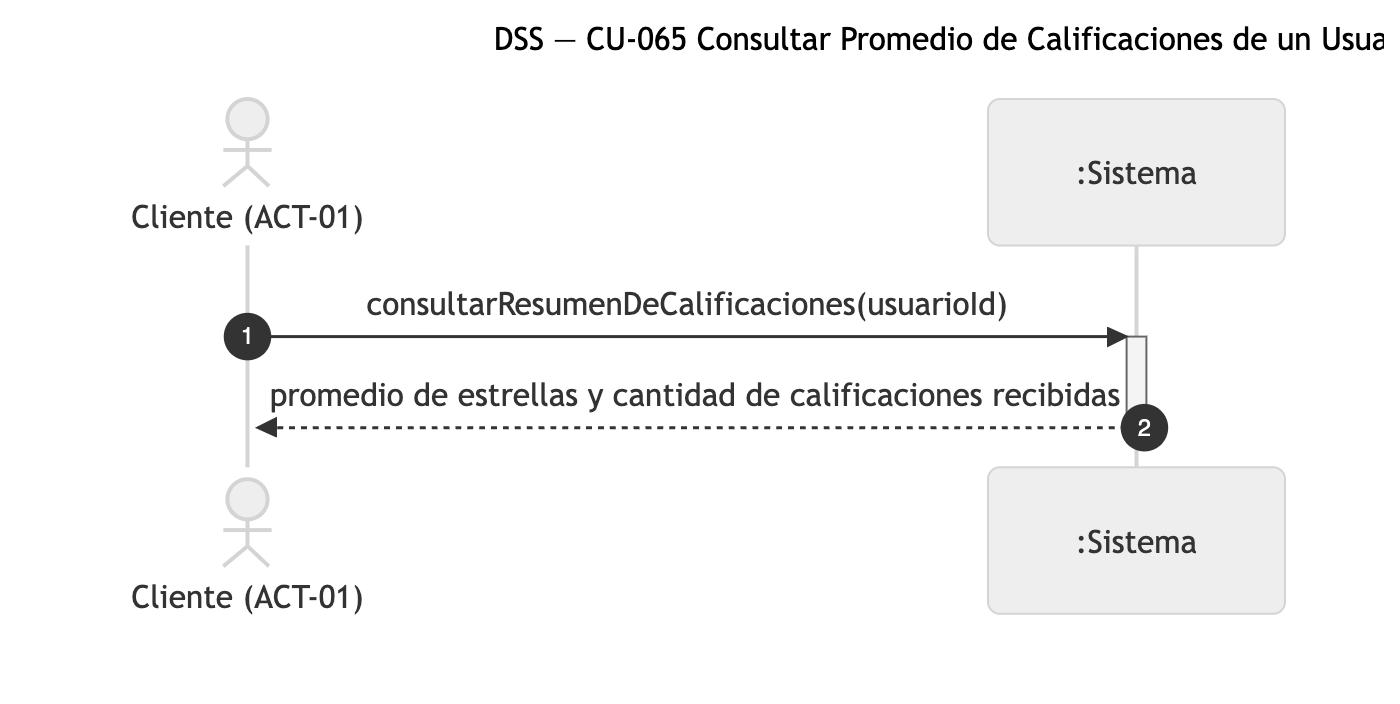 DSS — CU-065 Consultar Promedio de Calificaciones de un
Cliente (ACT-01)
:Sistema
consultarResumenDeCalificaciones(usuarioId)
1
promedio de estrellas y cantidad de calificaciones recibidas
2
Cliente (ACT-01)
:Sistema